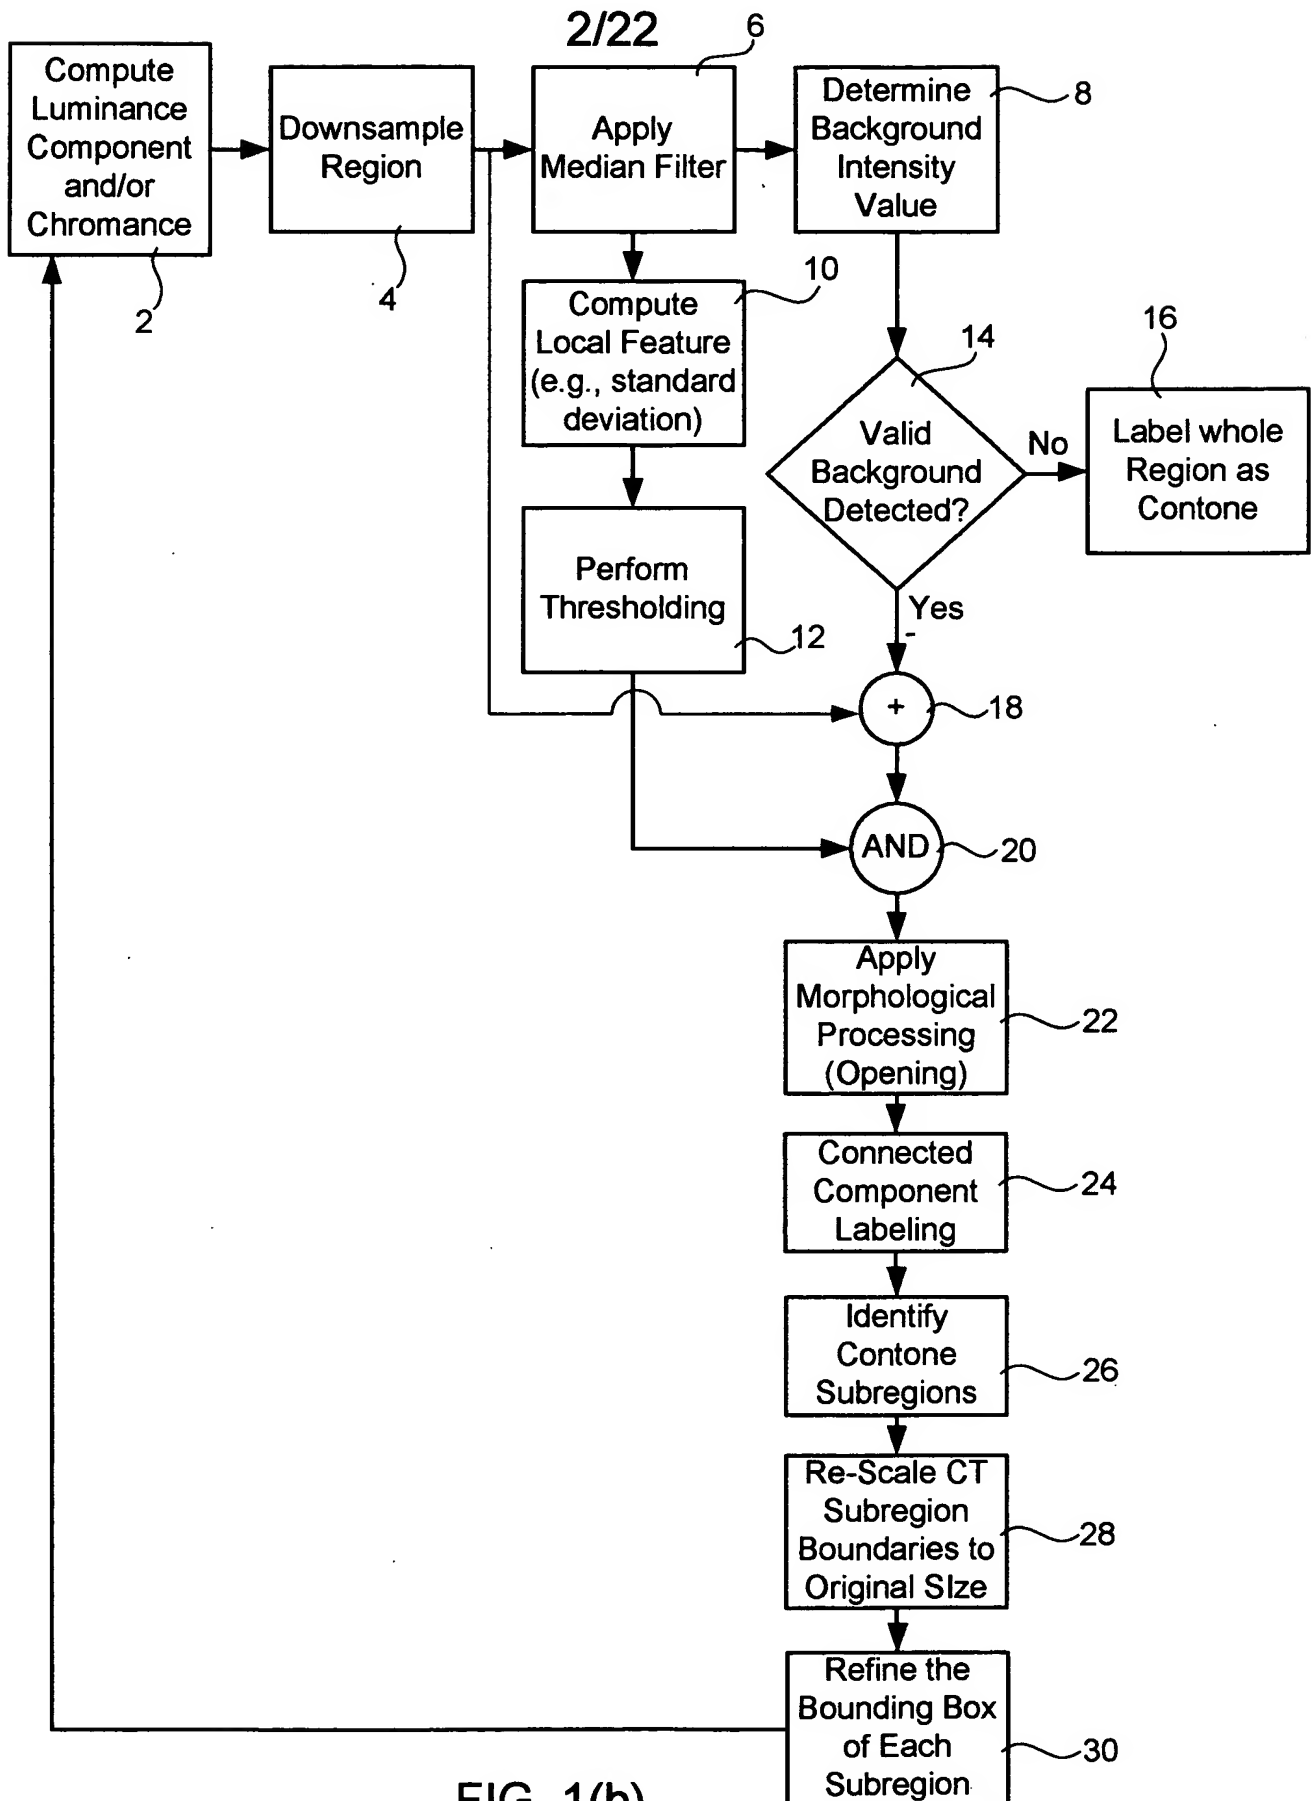 2/22
6
Compute
Luminance
Component
and/or
Chromance
2
Downsample
Region
4
Apply
Median Filter
Determine
Background
Intensity
Value
8
Compute
Local Feature
(e.g., standard
deviation)
10
Perform
Thresholding
12
Valid
Background
Detected?
14
No
16
Label whole
Region as
Contone
Yes
-
+
18
AND
20
Apply
Morphological
Processing
(Opening)
22
Connected
Component
Labeling
24
Identify
Contone
Subregions
26
Re-Scale CT
Subregion
Boundaries to
Original SIze
28
Refine the
Bounding Box
of Each
Subregion
30
FIG. 1(b)